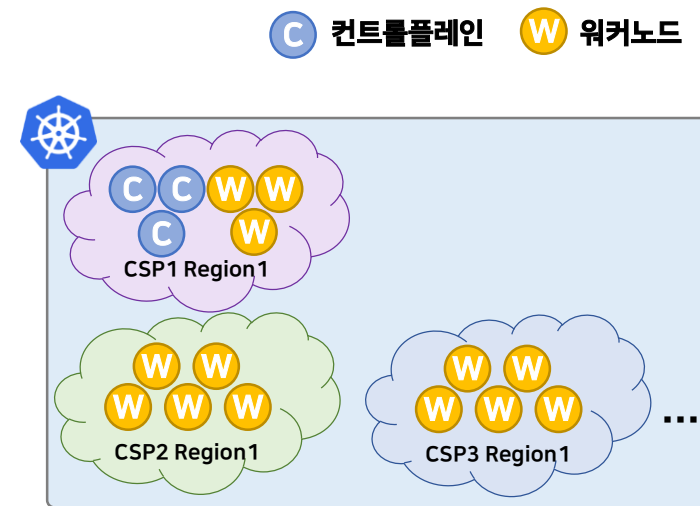 C 컨트롤플레인 W 워커노드
C C W W
C W
CSP1 Region1
W W
W W W
CSP2 Region1
W W
W W W
CSP3 Region1
...